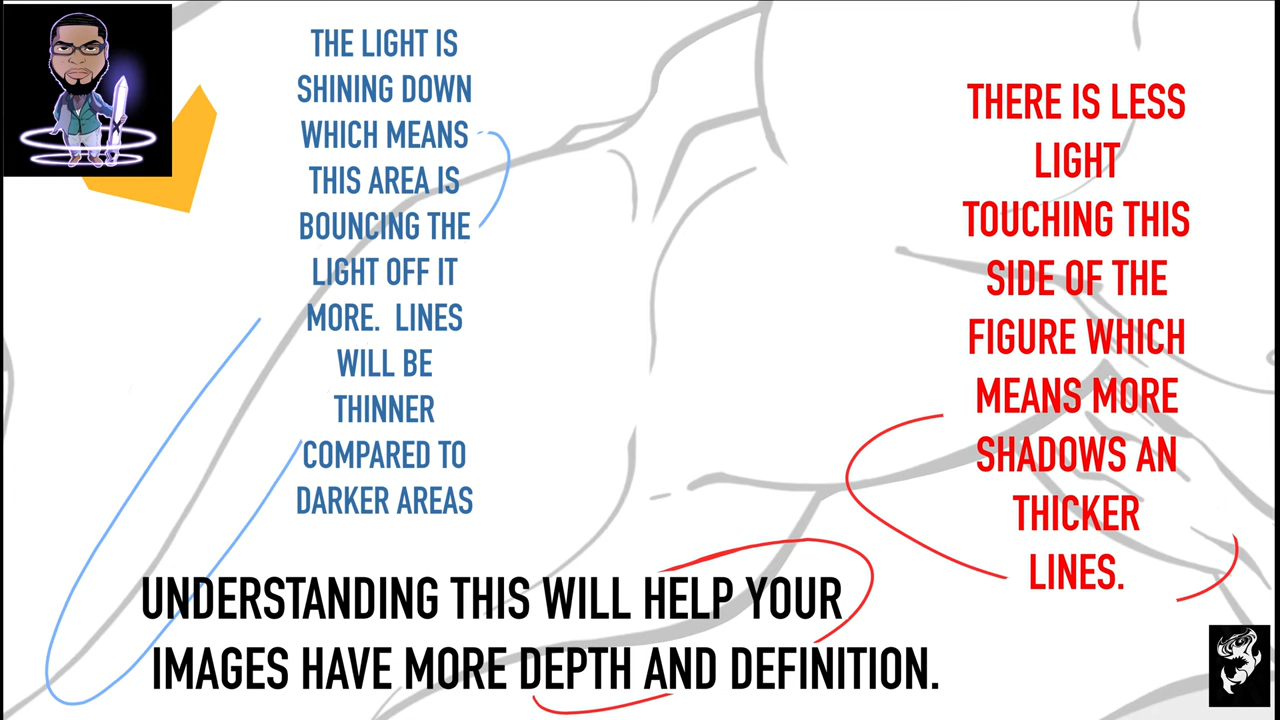 THE LIGHT IS
SHINING DOWN
WHICH MEANS
THIS AREA IS
BOUNCING THE
LIGHT OFF IT
MORE. LINES
WILL BE
THINNER
COMPARED TO
DARKER AREAS
THERE IS LESS
LIGHT
TOUCHING THIS
SIDE OF THE
FIGURE WHICH
MEANS MORE
SHADOWS AN
THICKER
LINES.
UNDERSTANDING THIS WILL HELP YOUR
IMAGES HAVE MORE DEPTH AND DEFINITION.